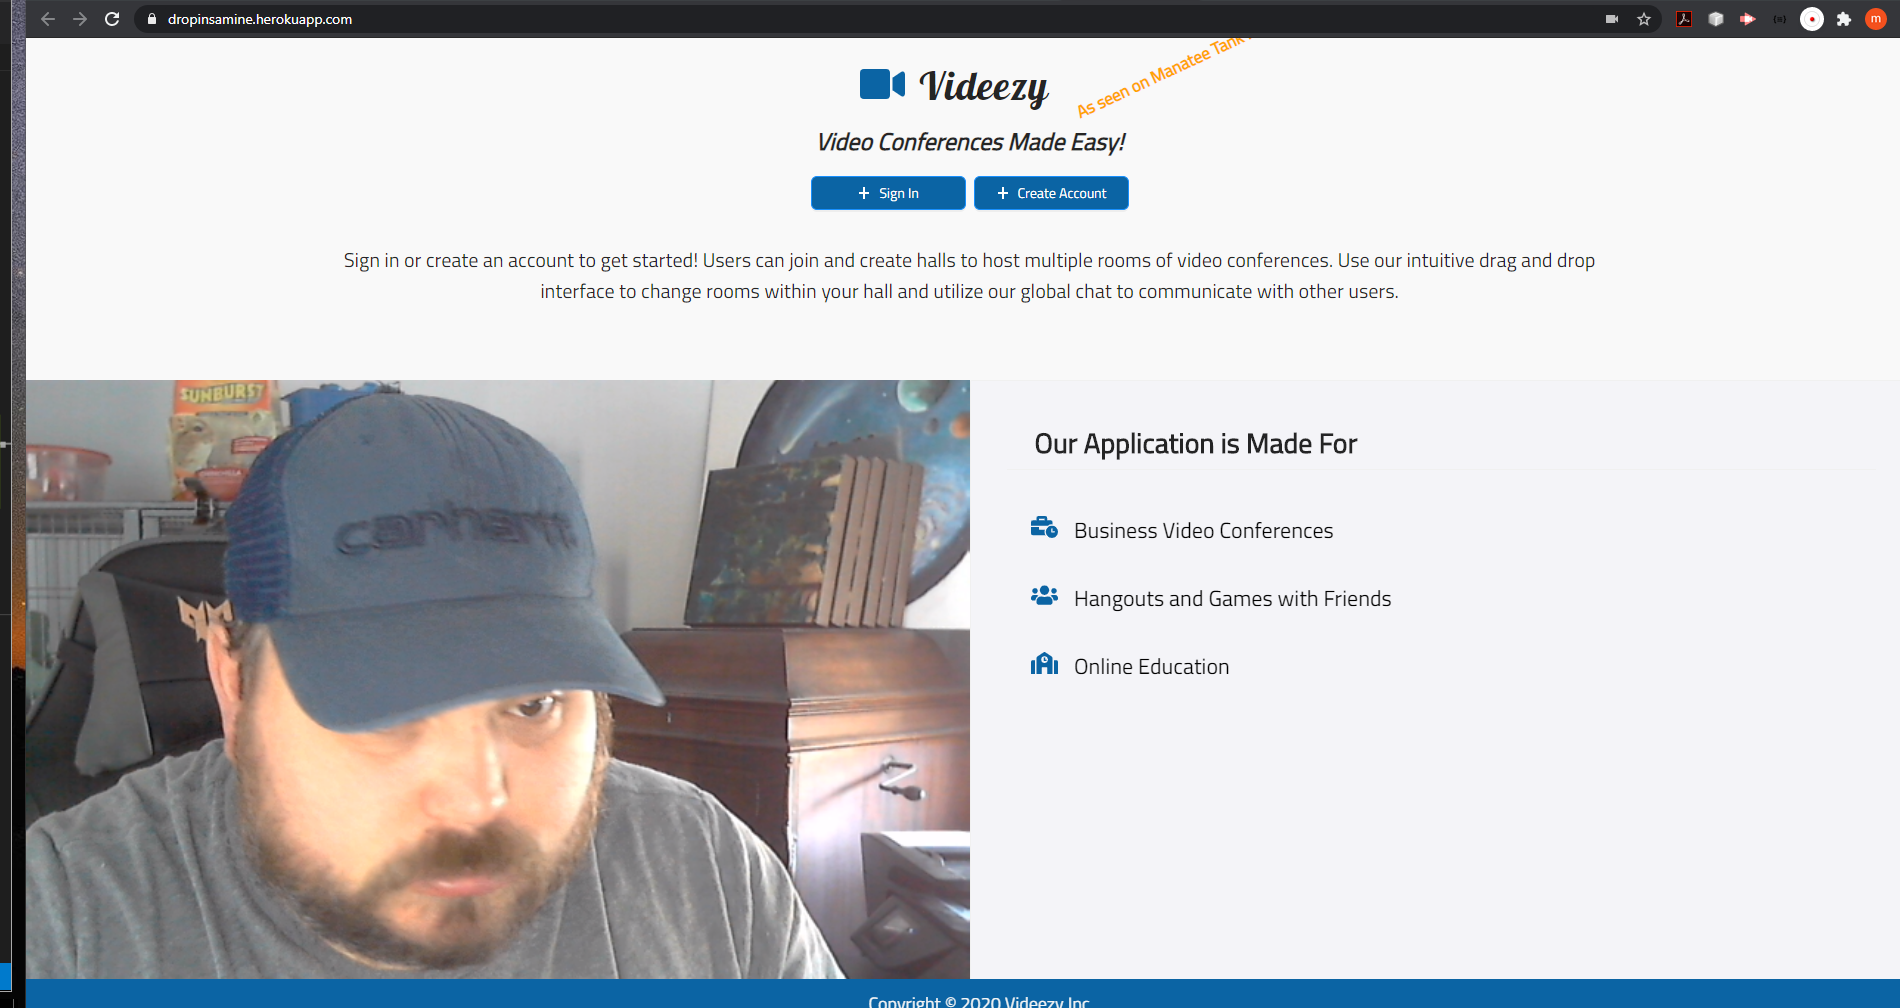 dropinsamine.herokuapp.com
m
As seen on Manatee Tank
Videezy
Video Conferences Made Easy!
+ Sign In
+ Create Account
Sign in or create an account to get started! Users can join and create halls to host multiple rooms of video conferences. Use our intuitive drag and drop
interface to change rooms within your hall and utilize our global chat to communicate with other users.
SUNBURST
carhartt
Our Application is Made For
Business Video Conferences
Hangouts and Games with Friends
Online Education
Copyright © 2020 Videezy Inc